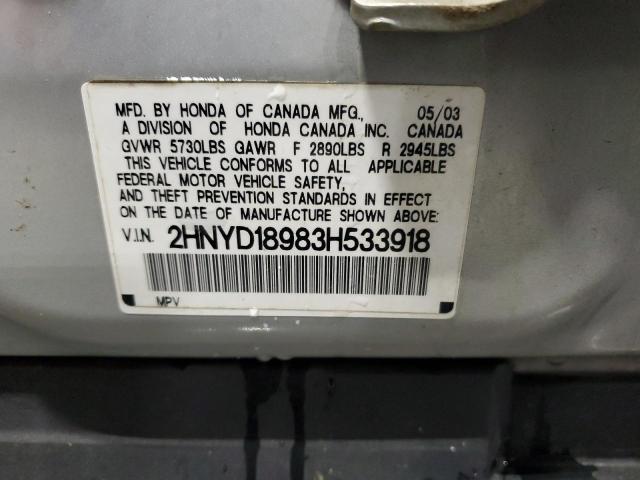 MFD. BY HONDA OF CANADA MFG., 05/03
A DIVISION OF HONDA CANADA INC. CANADA
GVWR 5730LBS GAWR F 2890LBS R 2945LBS
THIS VEHICLE CONFORMS TO ALL APPLICABLE
FEDERAL MOTOR VEHICLE SAFETY,
AND THEFT PREVENTION STANDARDS IN EFFECT
ON THE DATE OF MANUFACTURE SHOWN ABOVE:
V.I.N. 2HNYD18983H533918
MPV